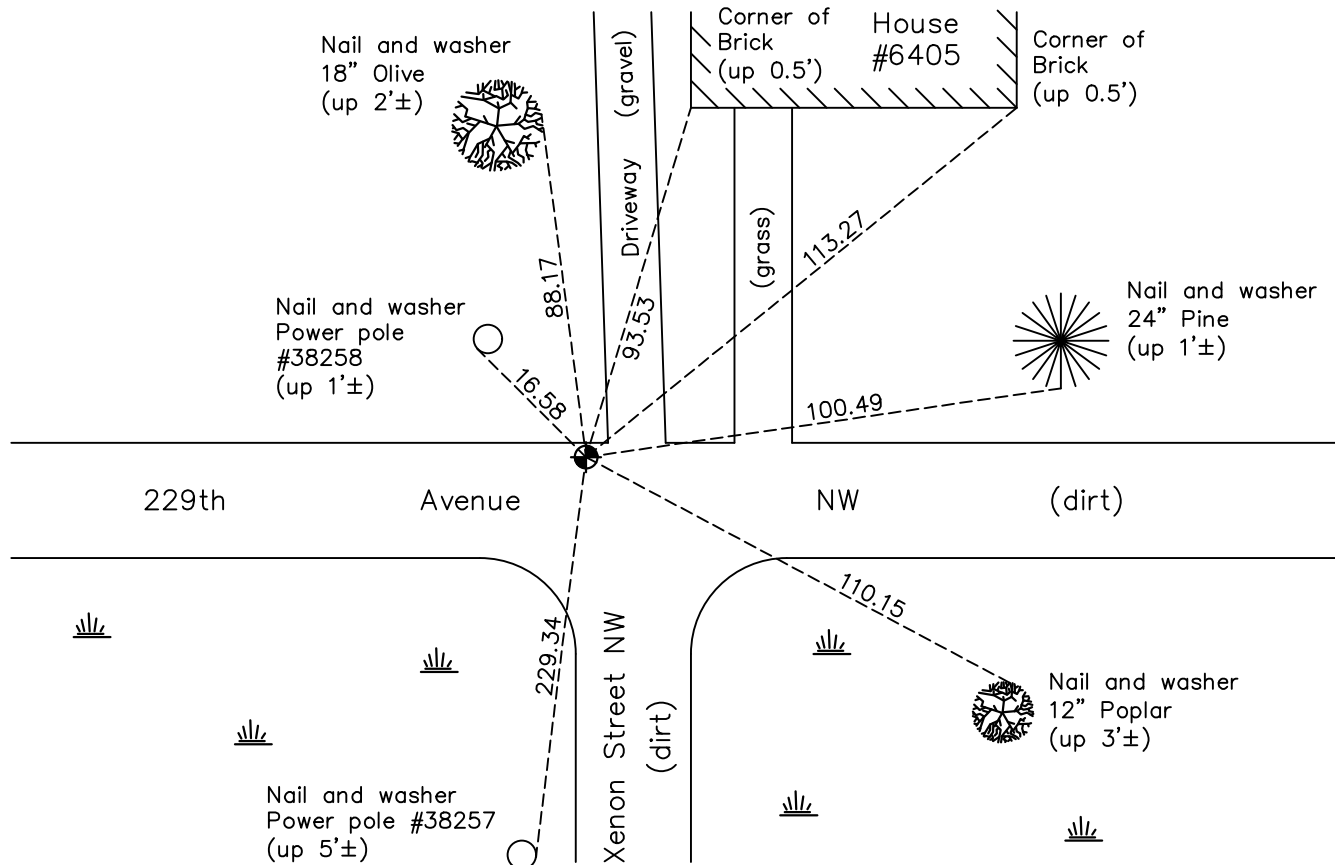 Corner of
Brick
(up 0.5')
House
#6405
Corner of
Brick
(up 0.5')
Nail and washer
18" Olive
(up 2'±)
Driveway (gravel)
(grass)
88.17
93.53
113.27
Nail and washer
24" Pine
(up 1'±)
Nail and washer
Power pole
#38258
(up 1'±)
16.58
100.49
229th Avenue NW (dirt)
110.15
229.34
Xenon Street NW
(dirt)
Nail and washer
12" Poplar
(up 3'±)
Nail and washer
Power pole #38257
(up 5'±)